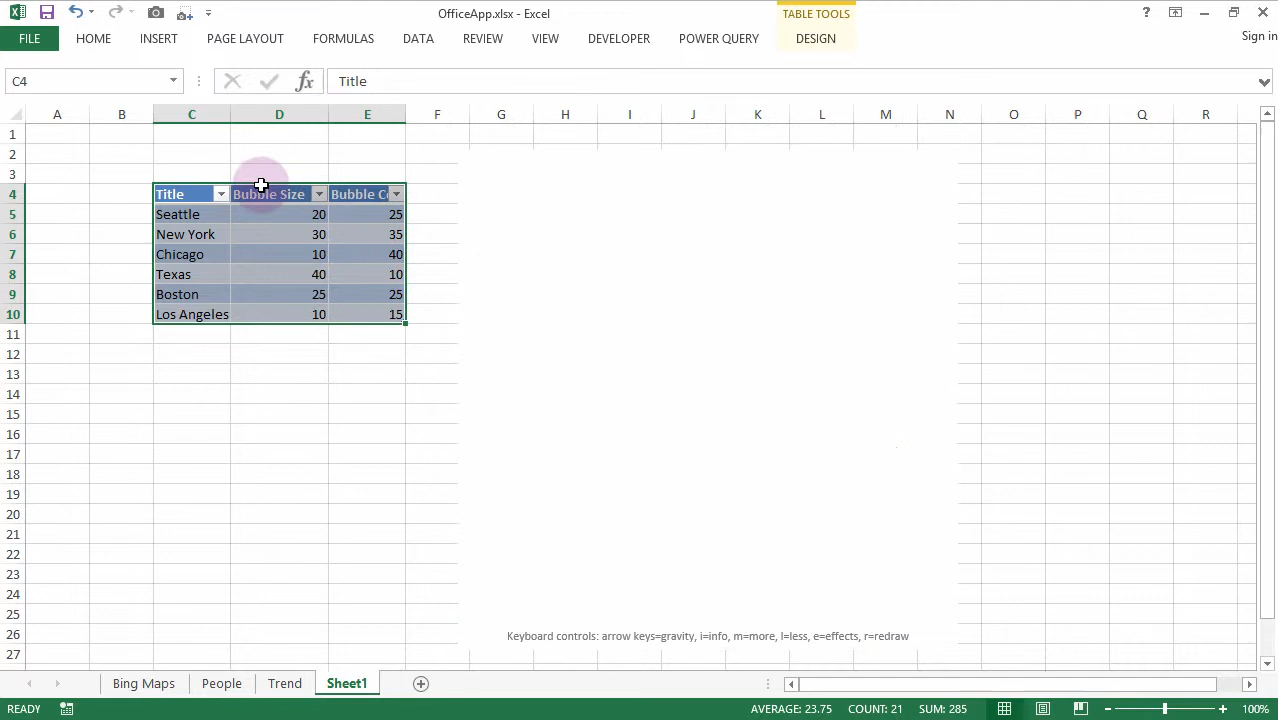 OfficeApp.xlsx - Excel
TABLE TOOLS
?
FILE HOME INSERT PAGE LAYOUT FORMULAS DATA REVIEW VIEW DEVELOPER POWER QUERY DESIGN Sign in
C4 fx Title
A B C D E F G H I J K L M N O P Q R
1
2
3
4 Title Bubble Size Bubble Co
5 Seattle 20 25
6 New York 30 35
7 Chicago 10 40
8 Texas 40 10
9 Boston 25 25
10 Los Angeles 10 15
11
12
13
14
15
16
17
18
19
20
21
22
23
24
25
26 Keyboard controls: arrow keys=gravity, i=info, m=more, l=less, e=effects, r=redraw
27
Bing Maps People Trend Sheet1
READY AVERAGE: 23.75 COUNT: 21 SUM: 285 100%